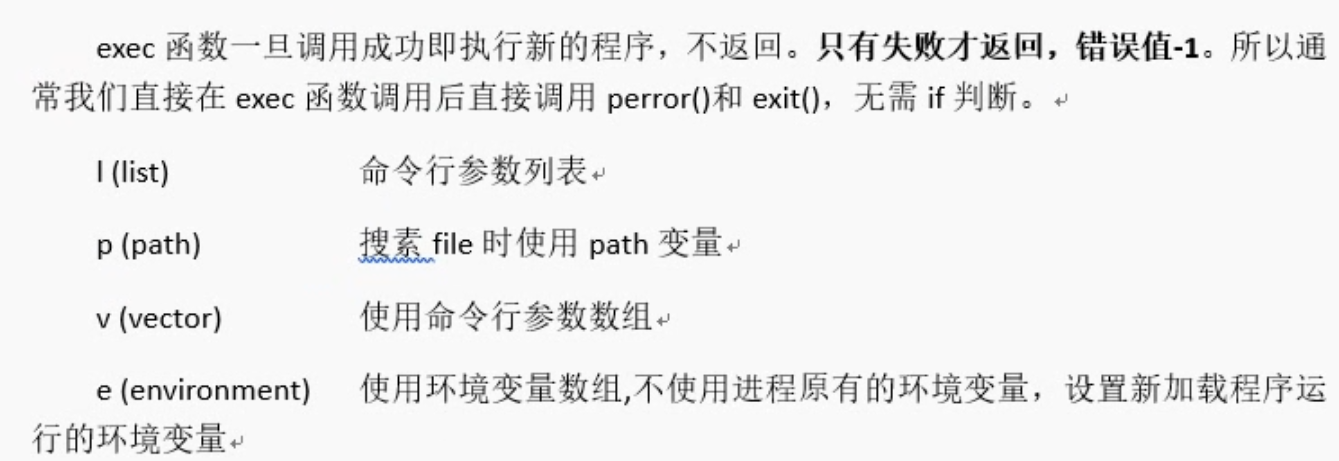 exec 函数一旦调用成功即执行新的程序，不返回。只有失败才返回，错误值-1。所以通
常我们直接在 exec 函数调用后直接调用 perror()和 exit()，无需 if 判断。↵
l (list) 命令行参数列表↵
p (path) 搜素 file 时使用 path 变量↵
v (vector) 使用命令行参数数组↵
e (environment) 使用环境变量数组,不使用进程原有的环境变量，设置新加载程序运
行的环境变量↵